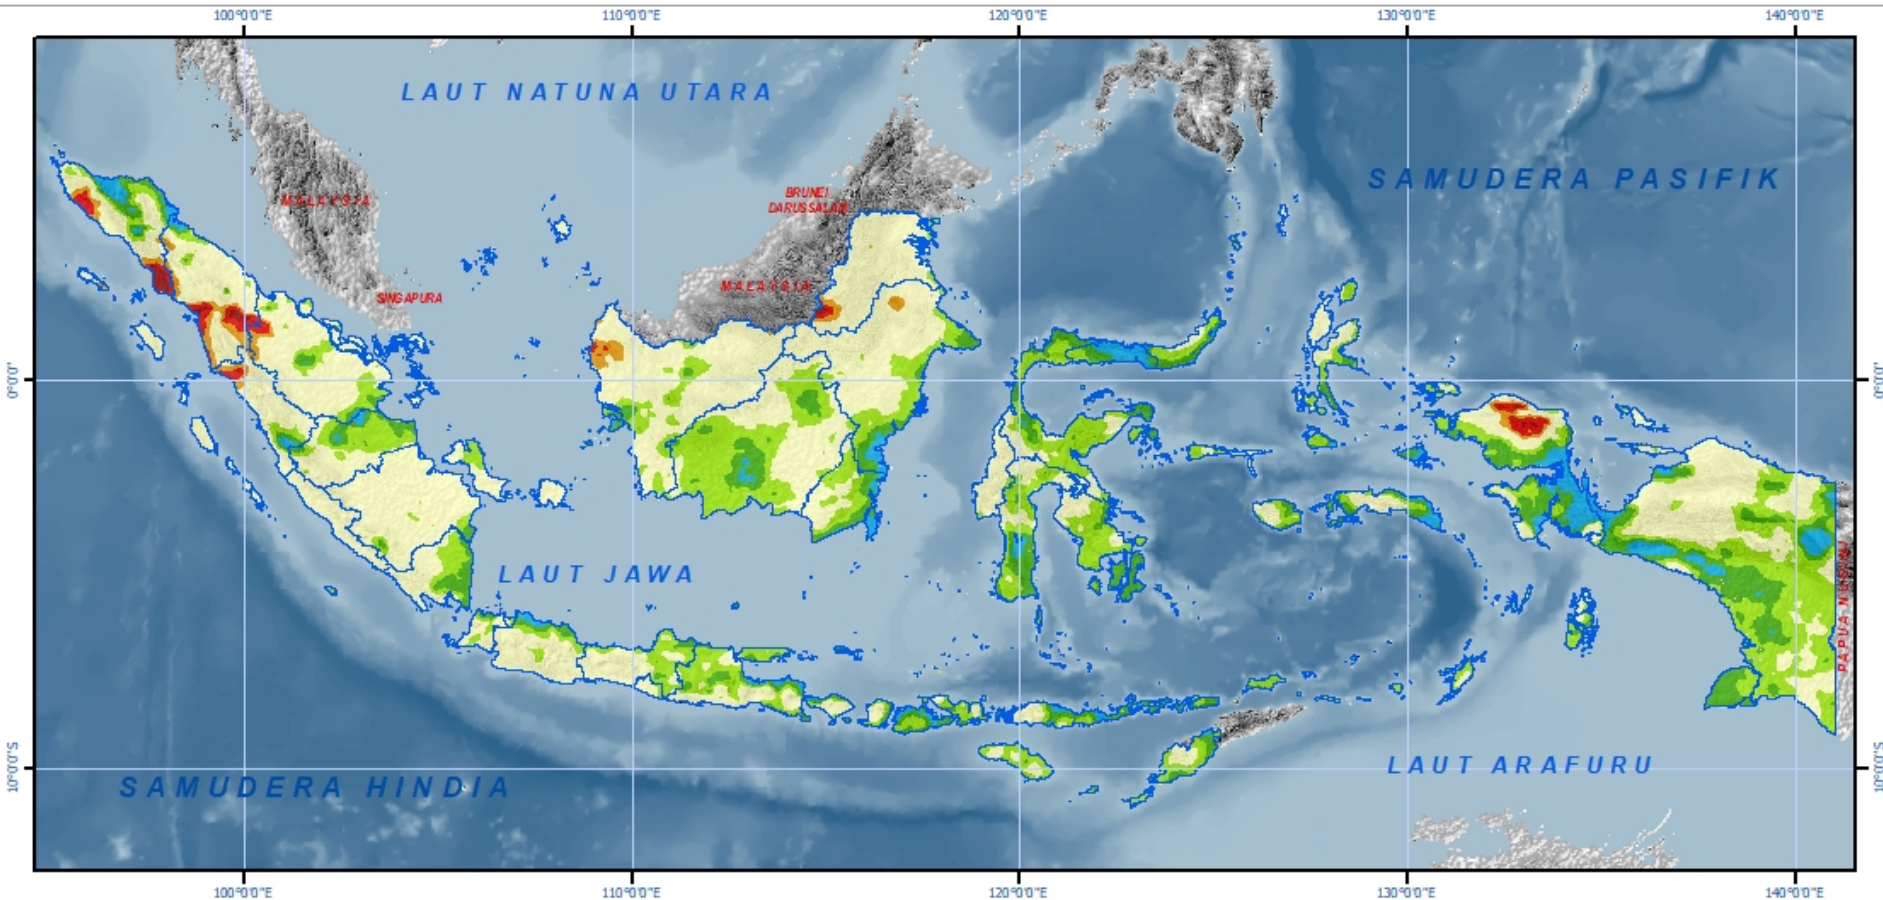 100°0'0"E 110°0'0"E 120°0'0"E 130°0'0"E 140°0'0"E
LAUT NATUNA UTARA
SAMUDERA PASIFIK
BRUNEI
DARUSSALAM
MALAYSIA
MALAYSIA
SINGAPURA
0°0'0"
0°0'0"
LAUT JAWA
PAPUA NUGINI
LAUT ARAFURU
SAMUDERA HINDIA
10°0'0"S
10°0'0"S
100°0'0"E 110°0'0"E 120°0'0"E 130°0'0"E 140°0'0"E